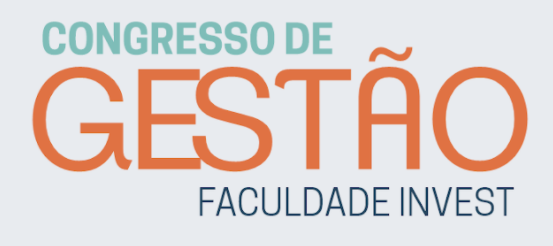 CONGRESSO DE
GESTÃO
FACULDADE INVEST